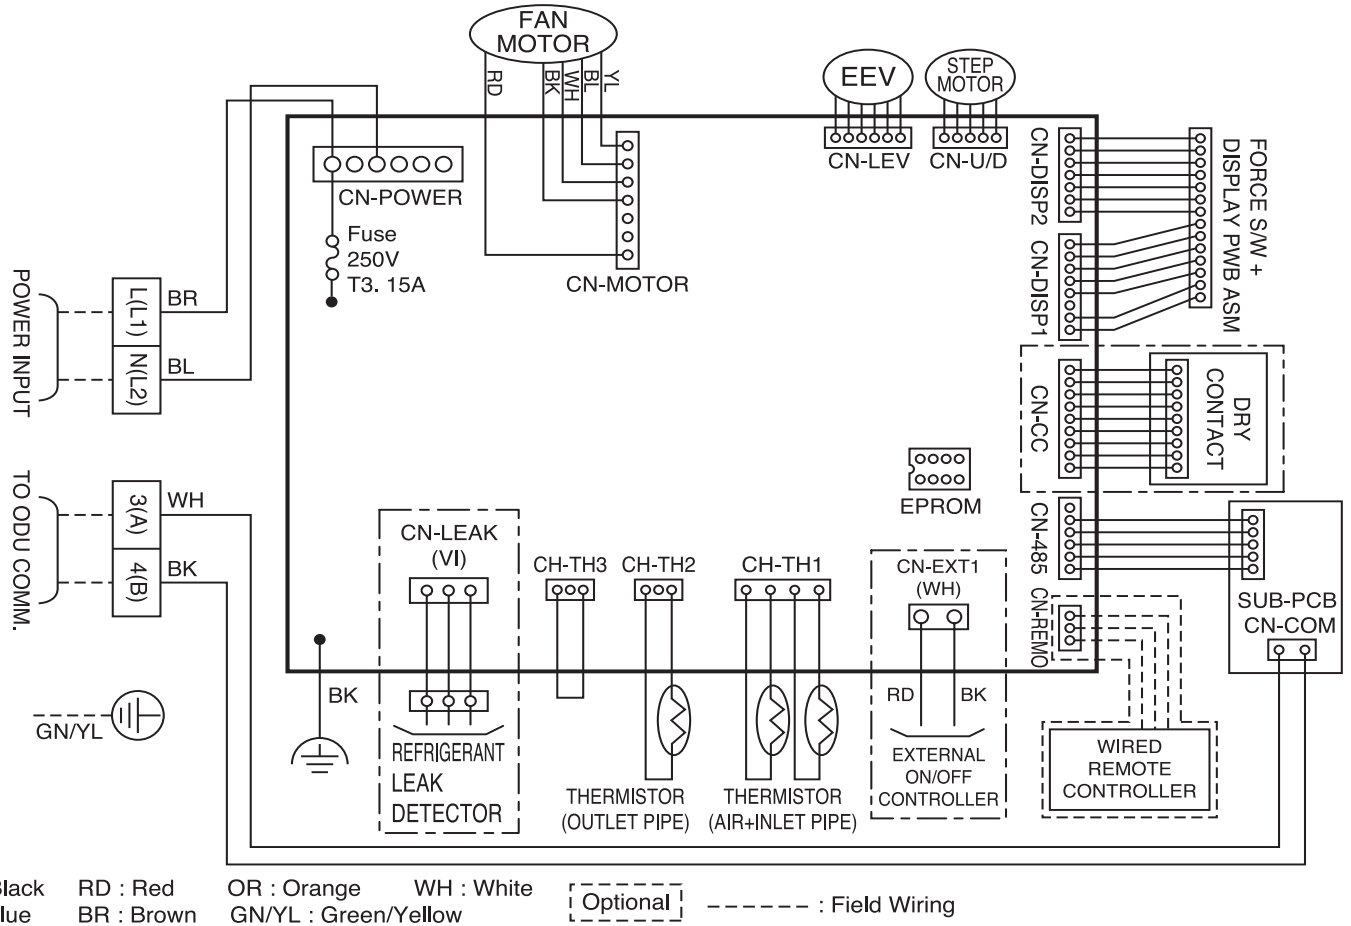 FAN
MOTOR
RD
BK
WH
BL
YL
EEV
STEP
MOTOR
CN-LEV
CN-U/D
CN-POWER
Fuse
250V
T3. 15A
CN-MOTOR
CN-DISP2
CN-DISP1
FORCE S/W +
DISPLAY PWB ASM
POWER INPUT
L(L1)
BR
N(L2)
BL
CN-CC
DRY
CONTACT
EPROM
TO ODU COMM.
3(A)
WH
4(B)
BK
CN-LEAK
(VI)
CH-TH3
CH-TH2
CH-TH1
CN-EXT1
(WH)
CN-485
CN-REMO
SUB-PCB
CN-COM
GN/YL
BK
REFRIGERANT
LEAK
DETECTOR
THERMISTOR
(OUTLET PIPE)
THERMISTOR
(AIR+INLET PIPE)
RD
BK
EXTERNAL
ON/OFF
CONTROLLER
WIRED
REMOTE
CONTROLLER
lack RD : Red OR : Orange WH : White
lue BR : Brown GN/YL : Green/Yellow
Optional
: Field Wiring